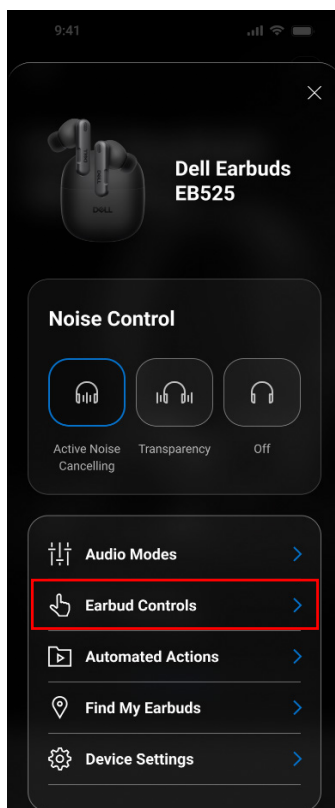 9:41
Dell Earbuds
EB525
DELL
Noise Control
Active Noise
Cancelling
Transparency
Off
Audio Modes
Earbud Controls
Automated Actions
Find My Earbuds
Device Settings